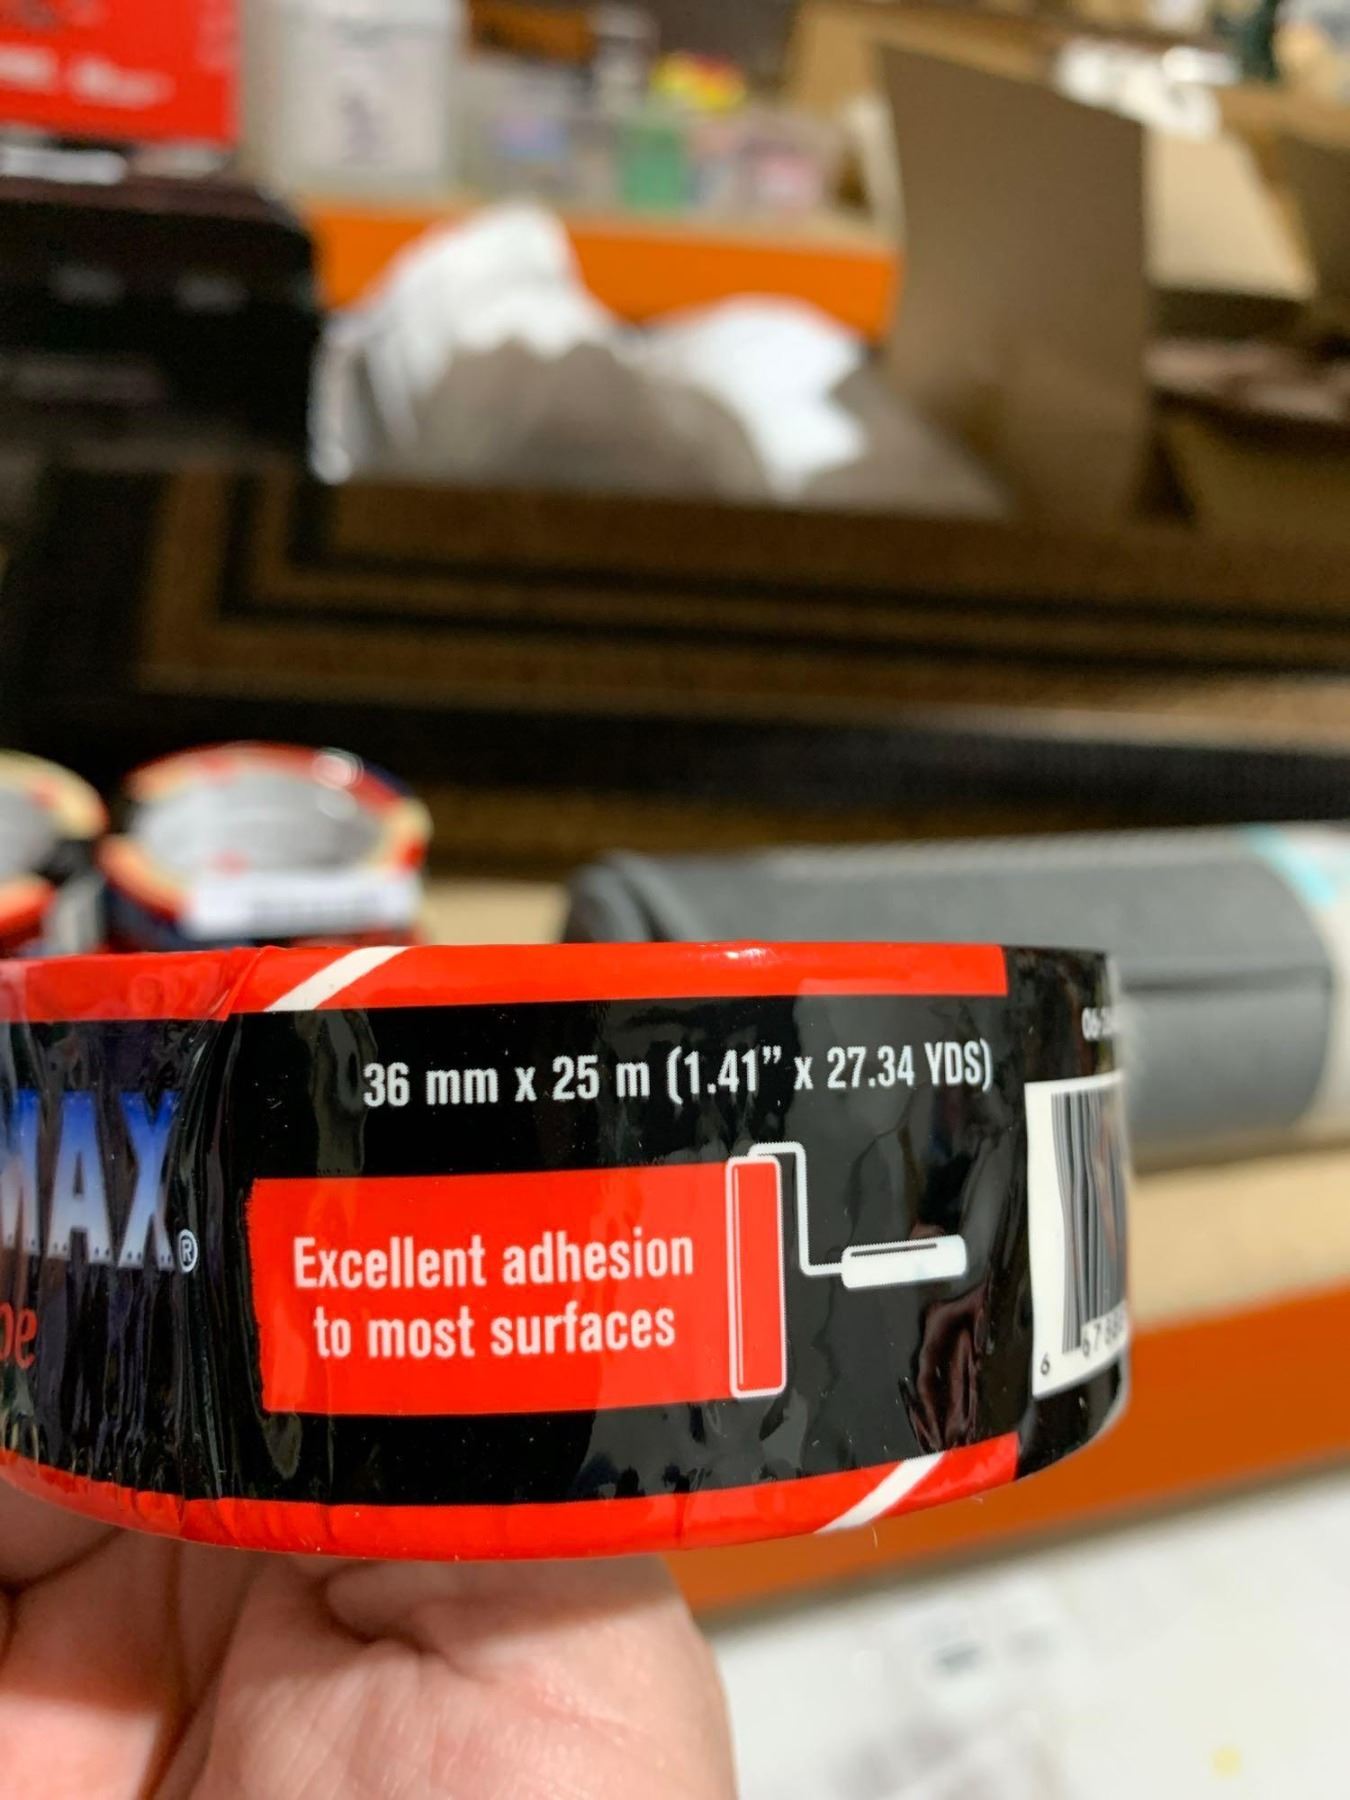 36 mm x 25 m (1.41” x 27.34 YDS)
MAX®
Excellent adhesion
to most surfaces